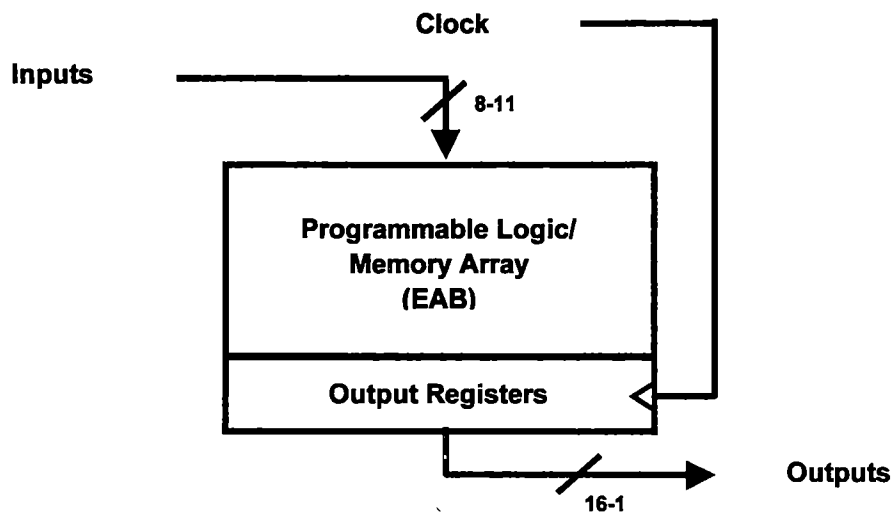 Clock
Inputs
8-11
Programmable Logic/
Memory Array
(EAB)
Output Registers
Outputs
16-1